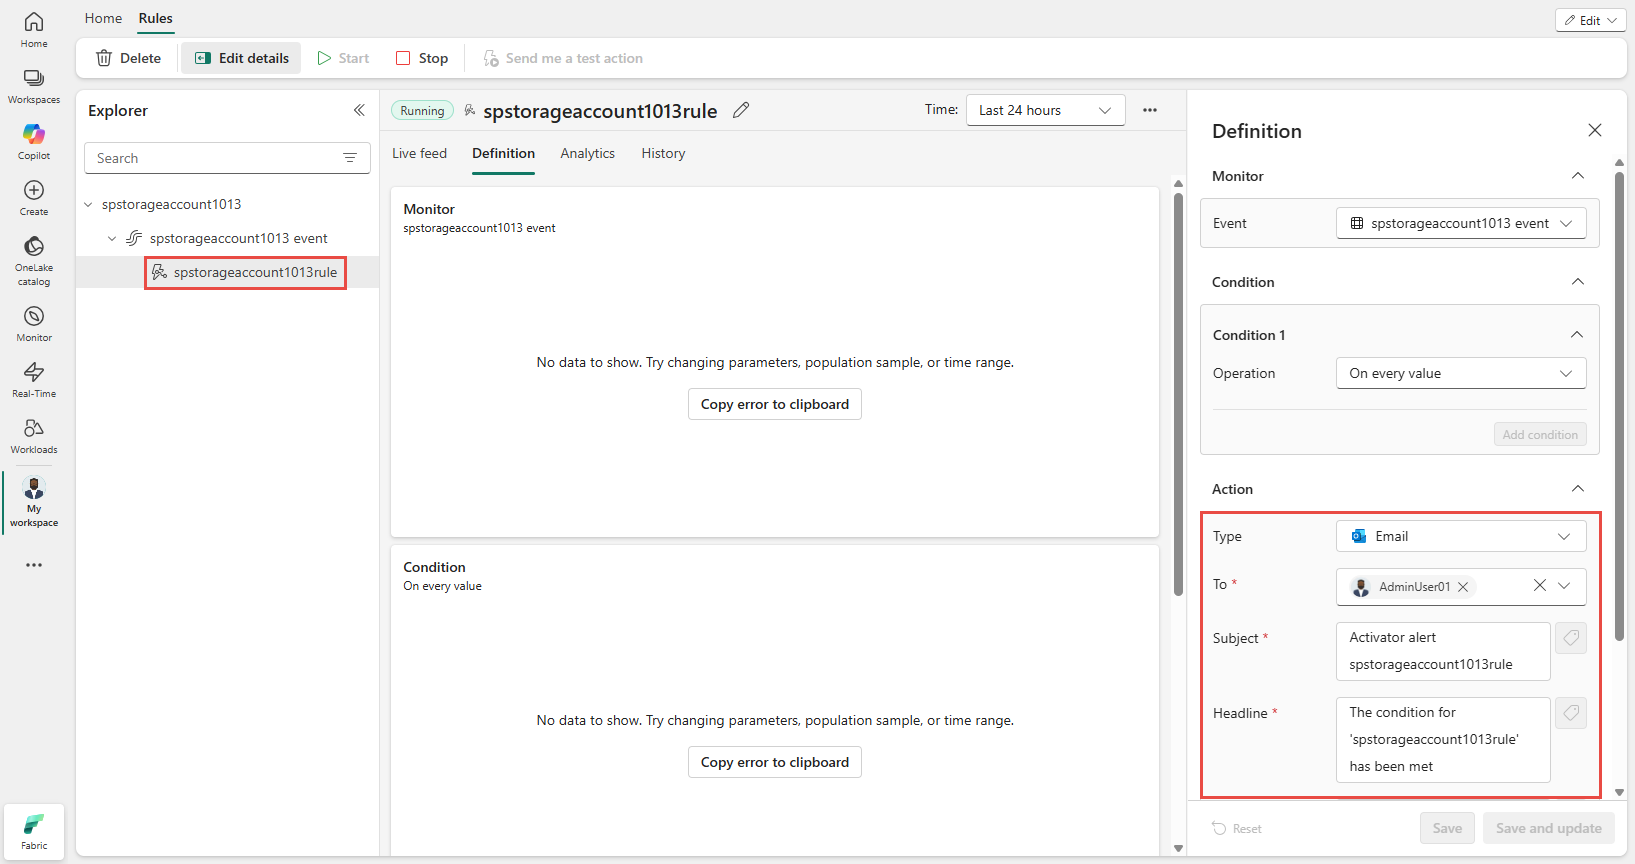 Home
Rules
Edit
Home
Workspaces
Copilot
Create
OneLake
catalog
Monitor
Real-Time
Workloads
My
workspace
Fabric
Delete
Edit details
Start
Stop
Send me a test action
Explorer
Search
spstorageaccount1013
spstorageaccount1013 event
spstorageaccount1013rule
Running
spstorageaccount1013rule
Time:
Last 24 hours
Live feed
Definition
Analytics
History
Monitor
spstorageaccount1013 event
No data to show. Try changing parameters, population sample, or time range.
Copy error to clipboard
Condition
On every value
No data to show. Try changing parameters, population sample, or time range.
Copy error to clipboard
Definition
Monitor
Event
spstorageaccount1013 event
Condition
Condition 1
Operation
On every value
Add condition
Action
Type
Email
To *
AdminUser01
Subject *
Activator alert
spstorageaccount1013rule
Headline *
The condition for
'spstorageaccount1013rule'
has been met
Reset
Save
Save and update